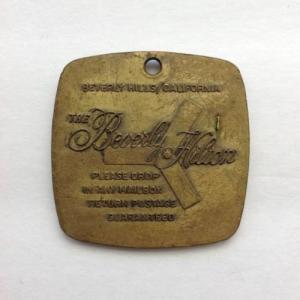 BEVERLY HILLS, CALIFORNIA
THE Beverly Hilton
PLEASE DROP
IN ANY MAILBOX
RETURN POSTAGE
GUARANTEED